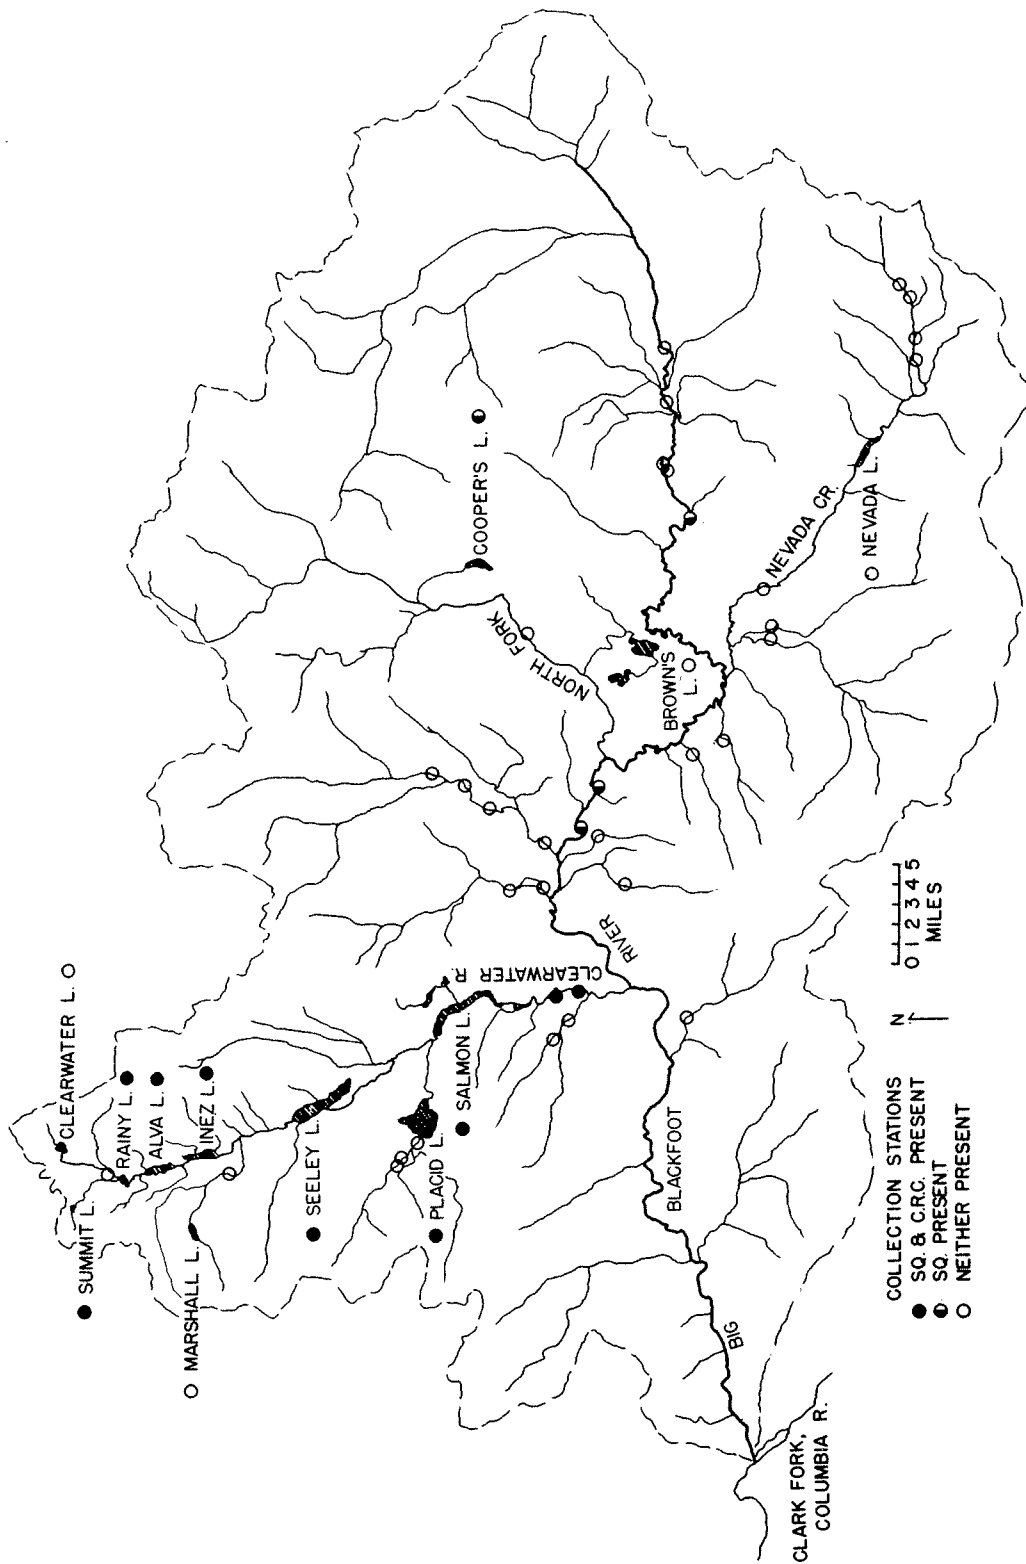 CLEARWATER L.
SUMMIT L.
RAINY L.
ALVA L.
INEZ L.
MARSHALL L.
SEELEY L.
PLACID L.
SALMON L.
CLEARWATER R.
COOPER'S L.
NORTH FORK
BROWN'S
L.
NEVADA CR.
NEVADA L.
BIG
BLACKFOOT
RIVER
CLARK FORK,
COLUMBIA R.
N
0 1 2 3 4 5
MILES
COLLECTION STATIONS
SQ. & C.R.C. PRESENT
SQ. PRESENT
NEITHER PRESENT